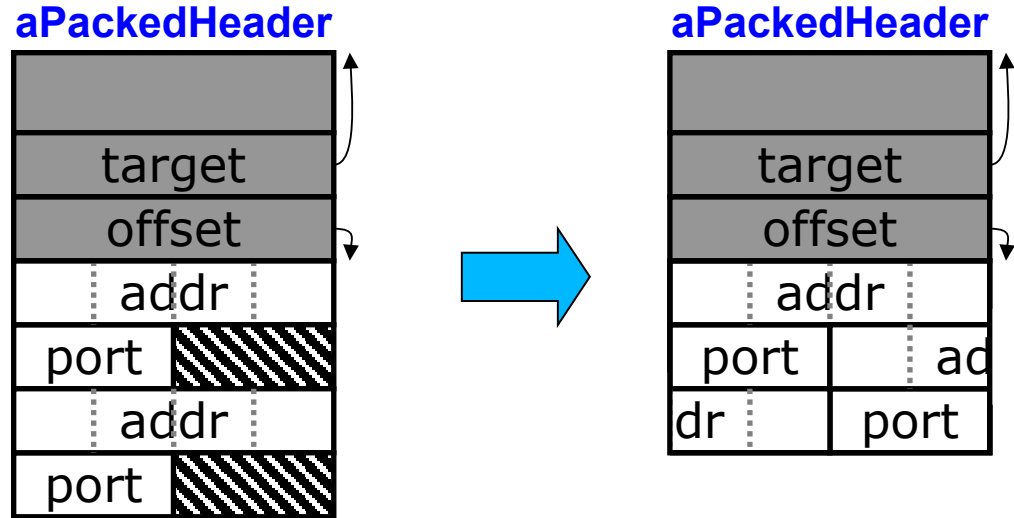 aPackedHeader
target
offset
addr
port
addr
port
aPackedHeader
target
offset
addr
port ad
dr port